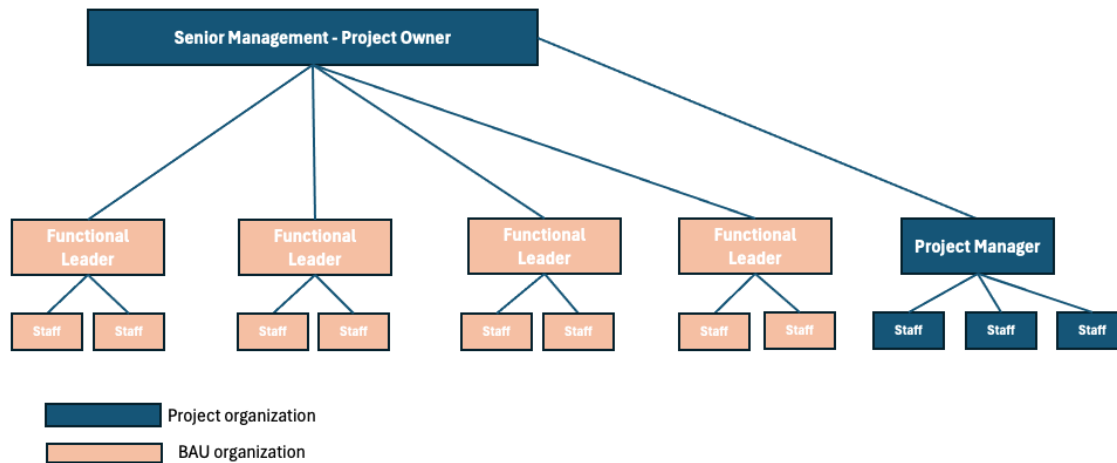 Senior Management - Project Owner
Functional
Leader
Functional
Leader
Functional
Leader
Functional
Leader
Project Manager
Staff
Staff
Staff
Staff
Staff
Staff
Staff
Staff
Staff
Staff
Staff
Project organization
BAU organization